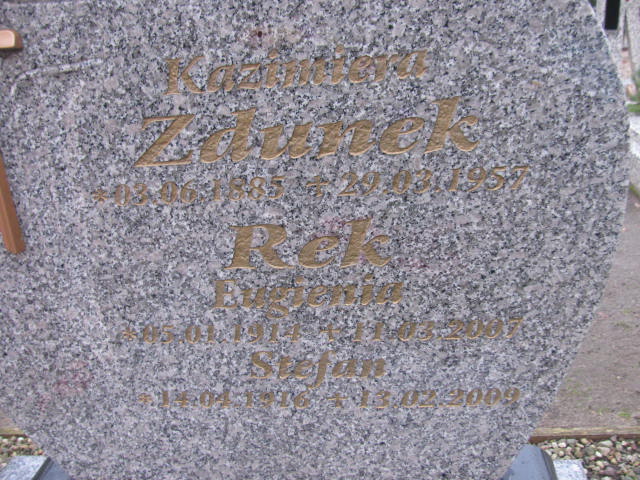 Kazimiera
Zdunek
*03.06.1885 +29.03.1957
Rek
Eugienia
*05.01.1914 +11.03.2007
Stefan
*14.04.1916 +13.02.2009